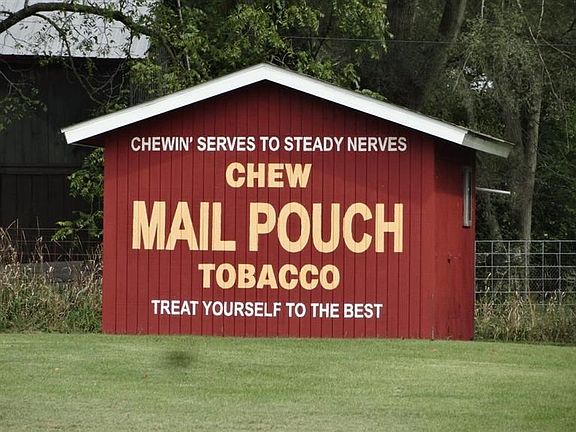 CHEWIN' SERVES TO STEADY NERVES
CHEW
MAIL POUCH
TOBACCO
TREAT YOURSELF TO THE BEST